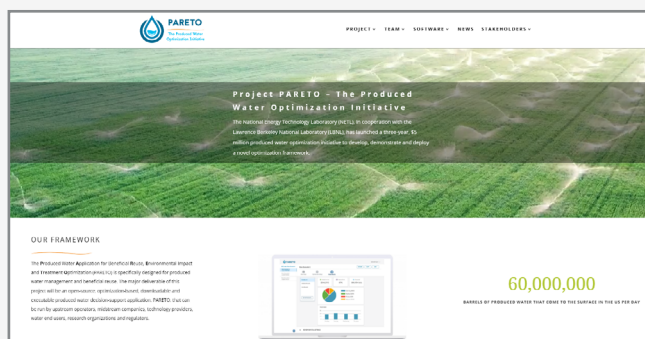 PARETO
The Produced Water
Optimization Initiative
PROJECT
TEAM
SOFTWARE
NEWS
STAKEHOLDERS
Project PARETO – The Produced
Water Optimization Initiative
The National Energy Technology Laboratory (NETL), in cooperation with the
Lawrence Berkeley National Laboratory (LBNL), has launched a three-year, $5
million produced water optimization initiative to develop, demonstrate and deploy
a novel optimization framework.
OUR FRAMEWORK
The Produced Water Application for Beneficial Reuse, Environmental Impact
and Treatment Optimization (PARETO) is specifically designed for produced
water management and beneficial reuse. The major deliverable of this
project will be an open-source, optimization-based, downloadable and
executable produced water decision-support application, PARETO, that can
be run by upstream operators, midstream companies, technology providers,
water end users, research organizations and regulators.
PARETO
60,000,000
BARRELS OF PRODUCED WATER THAT COME TO THE SURFACE IN THE US PER DAY